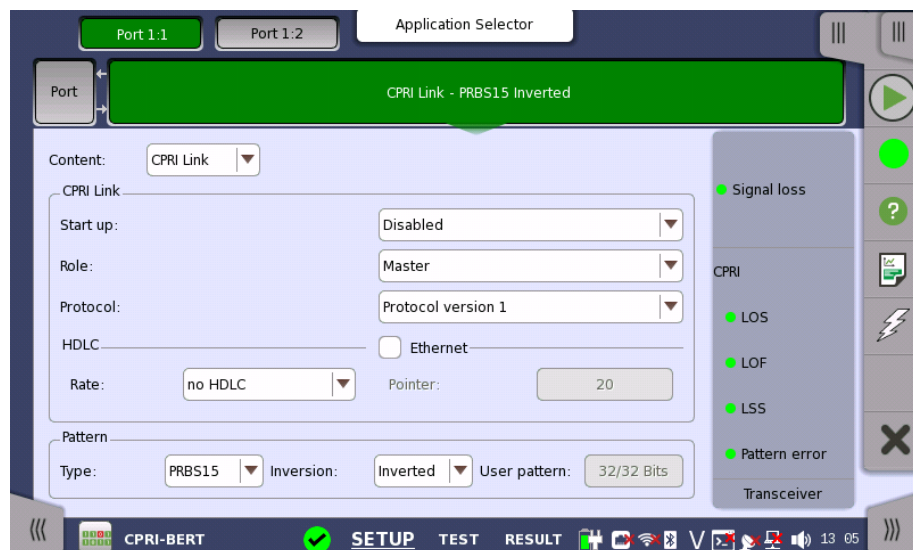 Port 1:1
Port 1:2
Application Selector
Port
CPRI Link - PRBS15 Inverted
Content:
CPRI Link
CPRI Link
Start up:
Disabled
Role:
Master
Protocol:
Protocol version 1
HDLC
Ethernet
Rate:
no HDLC
Pointer:
20
Pattern
Type:
PRBS15
Inversion:
Inverted
User pattern:
32/32 Bits
Signal loss
CPRI
LOS
LOF
LSS
Pattern error
Transceiver
CPRI-BERT
SETUP
TEST
RESULT
13 05